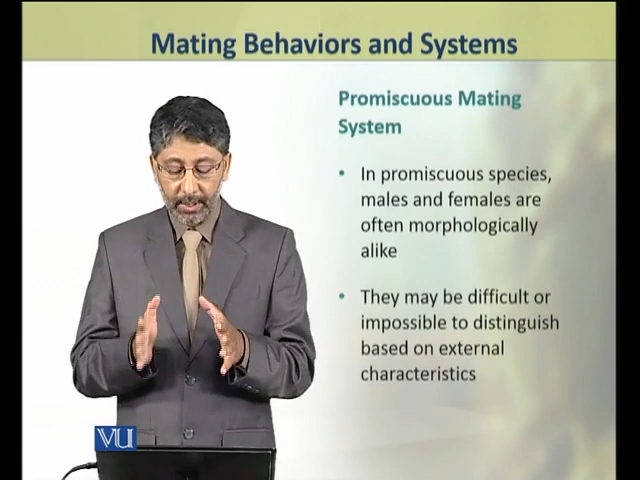 Mating Behaviors and Systems
Promiscuous Mating
System
• In promiscuous species,
males and females are
often morphologically
alike
• They may be difficult or
impossible to distinguish
based on external
characteristics
VU